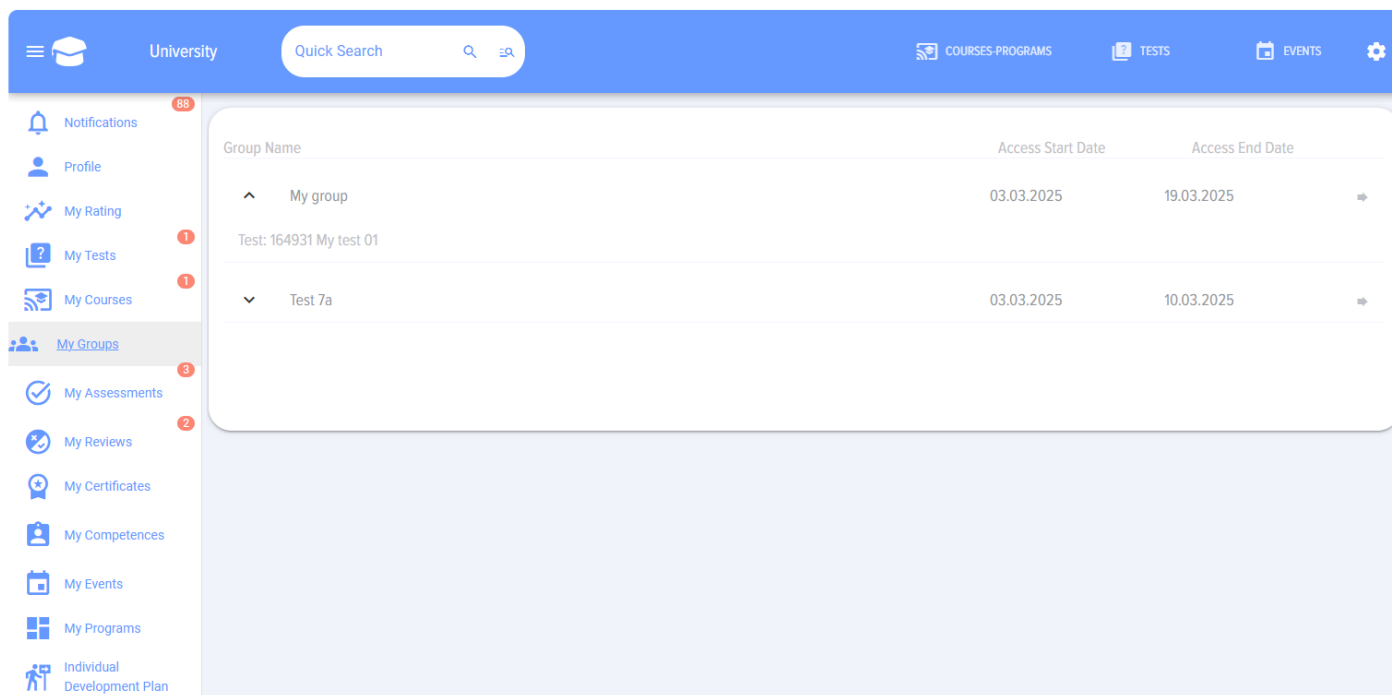 University
Quick Search
COURSES-PROGRAMS
TESTS
EVENTS
88
Notifications
Profile
My Rating
1
My Tests
1
My Courses
My Groups
3
My Assessments
2
My Reviews
My Certificates
My Competences
My Events
My Programs
Individual
Development Plan
Group Name Access Start Date Access End Date
My group 03.03.2025 19.03.2025
Test: 164931 My test 01
Test 7a 03.03.2025 10.03.2025